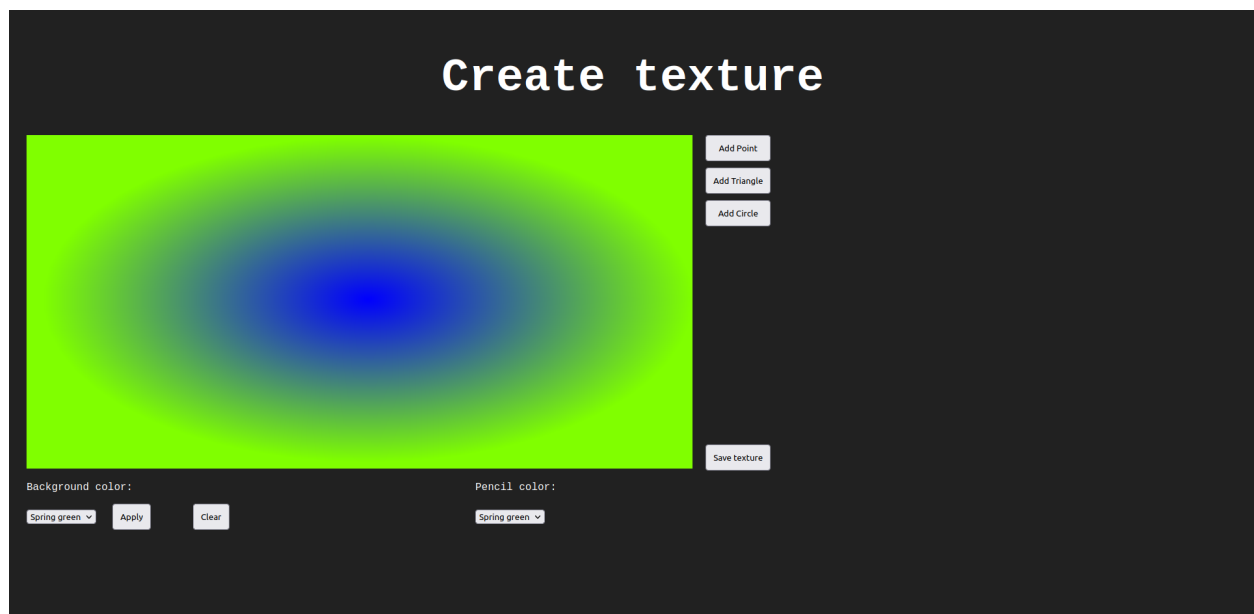 Create texture
Add Point
Add Triangle
Add Circle
Save texture
Background color:
Pencil color:
Spring green
Apply
Clear
Spring green